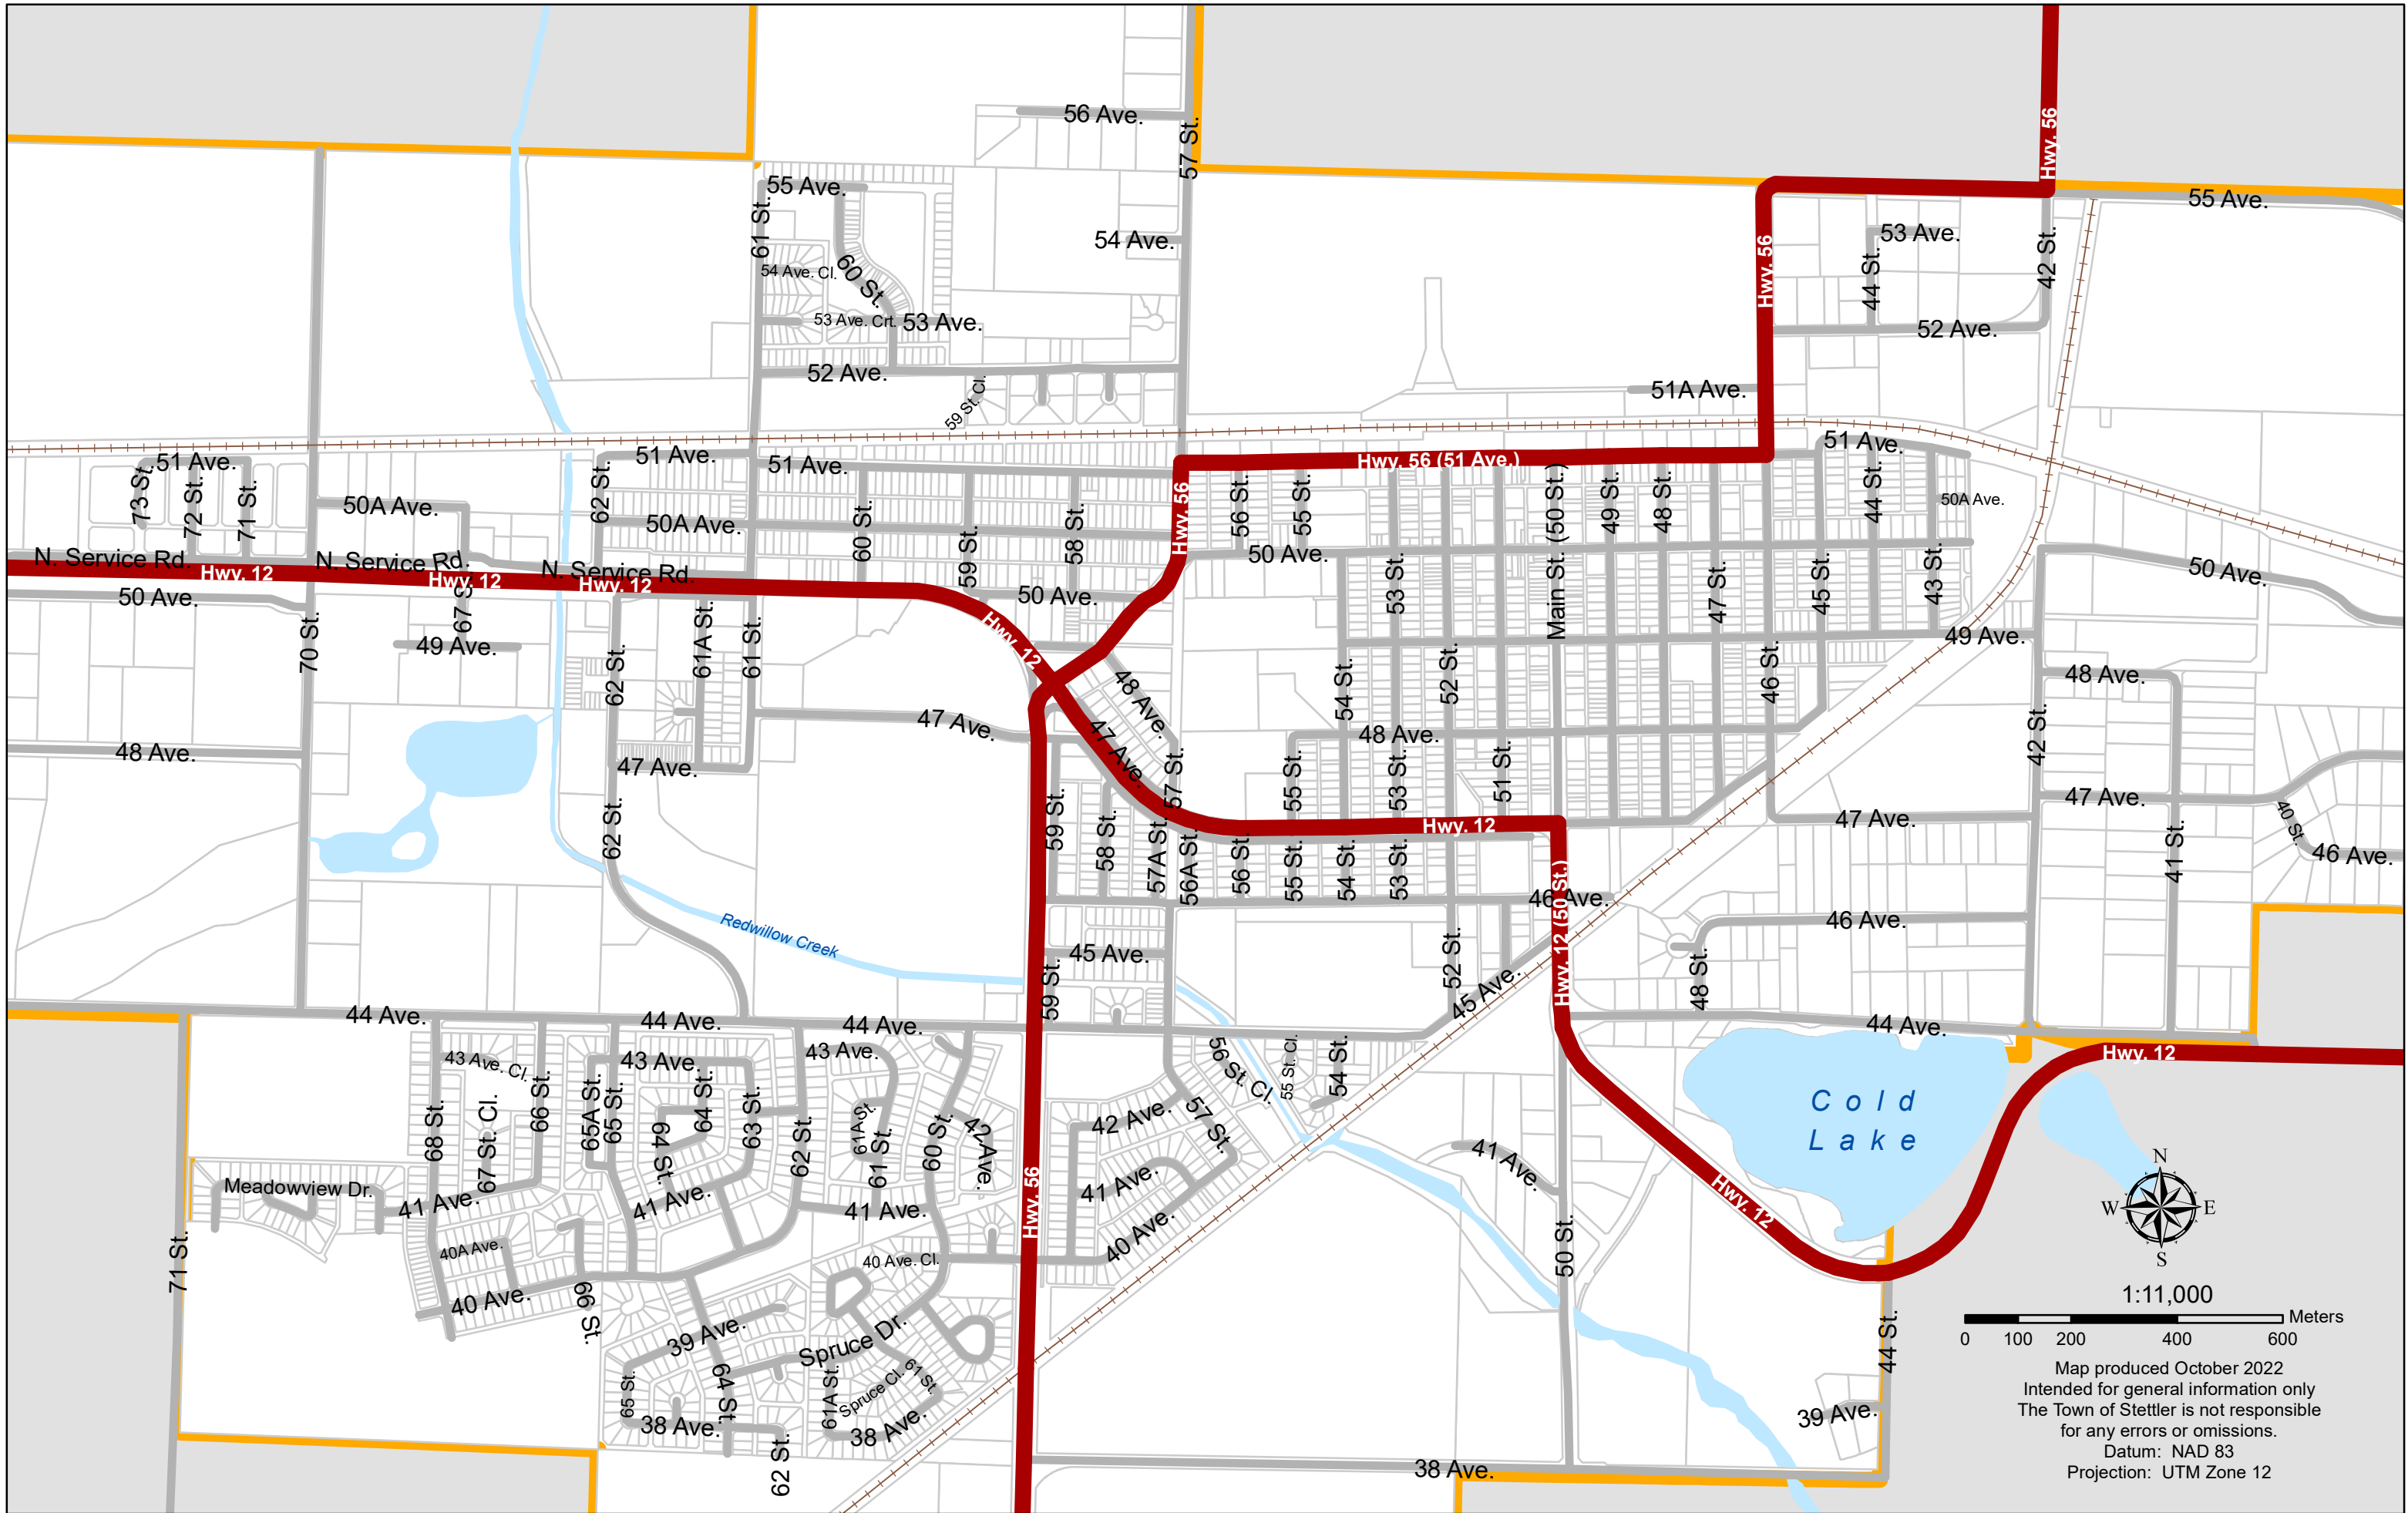 56 Ave.
57 St.
Hwy. 56
55 Ave.
55 Ave.
61 St.
54 Ave.
53 Ave.
Hwy. 56
44 St.
42 St.
54 Ave. Cl.
60 St.
53 Ave. Crt.
53 Ave.
52 Ave.
52 Ave.
59 St. Cl.
51A Ave.
51 Ave.
73 St.
72 St.
71 St.
50A Ave.
62 St.
51 Ave.
51 Ave.
50A Ave.
60 St.
59 St.
58 St.
Hwy. 56
Hwy. 56 (51 Ave.)
56 St.
55 St.
Main St. (50 St.)
49 St.
48 St.
51 Ave.
44 St.
50A Ave.
N. Service Rd.
N. Service Rd.
N. Service Rd.
Hwy. 12
Hwy. 12
Hwy. 12
50 Ave.
50 Ave.
50 Ave.
50 Ave.
53 St.
47 St.
45 St.
43 St.
70 St.
67 S
49 Ave.
62 St.
61A St.
61 St.
Hwy. 12
49 Ave.
48 Ave.
54 St.
52 St.
46 St.
48 Ave.
48 Ave.
47 Ave.
47 Ave.
47 Ave.
57 St.
48 Ave.
55 St.
53 St.
51 St.
42 St.
47 Ave.
47 Ave.
40 St.
46 Ave.
41 St.
62 St.
59 St.
58 St.
57A St.
56A St.
56 St.
55 St.
54 St.
53 St.
Hwy. 12
46 Ave.
Hwy. 12 (50 St.)
46 Ave.
48 St.
Redwillow Creek
45 Ave.
59 St.
52 St.
45 Ave.
44 Ave.
44 Ave.
44 Ave.
44 Ave.
Hwy. 12
43 Ave. Cl.
43 Ave.
43 Ave.
68 St.
67 St. Cl.
66 St.
65A St.
65 St.
64 St.
64 St.
63 St.
62 St.
61A St.
61 St.
60 St.
42 Ave.
42 Ave.
57 St.
56 St. Cl.
55 St. Cl.
54 St.
Cold
Lake
Meadowview Dr.
41 Ave.
41 Ave.
41 Ave.
41 Ave.
41 Ave.
Hwy. 56
Hwy. 12
71 St.
40A Ave.
40 Ave.
66 St.
40 Ave. Cl.
40 Ave.
50 St.
39 Ave.
Spruce Dr.
64 St.
65 St.
61A St.
Spruce Cl.
61 St.
38 Ave.
38 Ave.
62 St.
38 Ave.
39 Ave.
44 St.
N
W
E
S
1:11,000
Meters
0 100 200 400 600
Map produced October 2022
Intended for general information only
The Town of Stettler is not responsible
for any errors or omissions.
Datum: NAD 83
Projection: UTM Zone 12